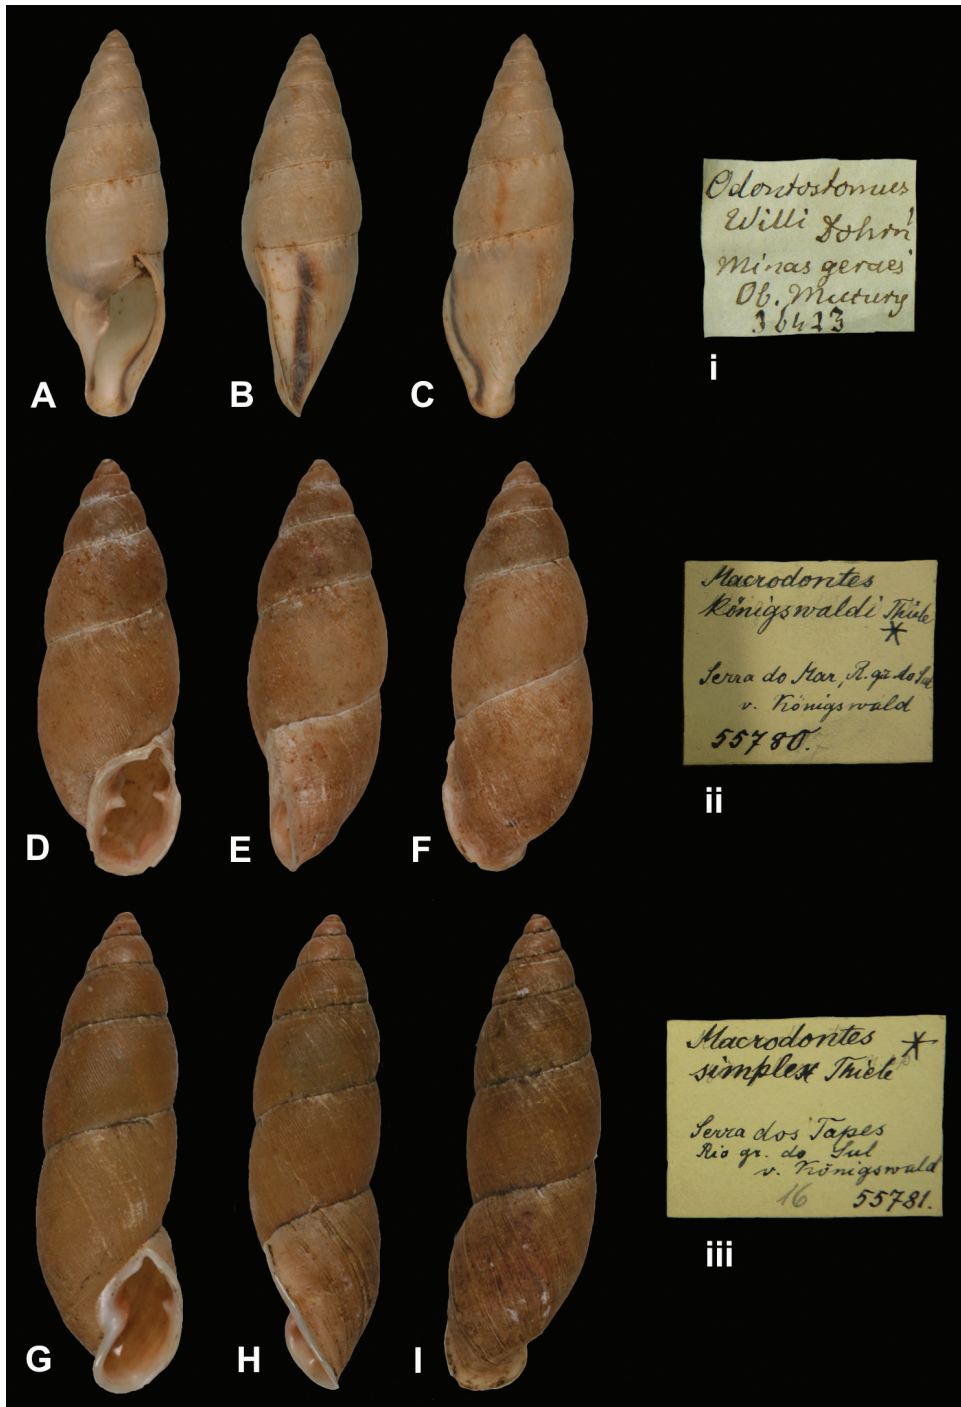 A
B
C
Odontostomus
Willi Dohrn
Minas geraes
Ob. Mucury
36423
i
D
E
F
Macrodontes
königswaldi Thiele
*
Serra do Mar, R. gr. do Sul
v. Königswald
55780.
ii
G
H
I
Macrodontes *
simplex Thiele
Serra dos Tapes
Rio gr. do Sul
v. Königswald
16 55781.
iii